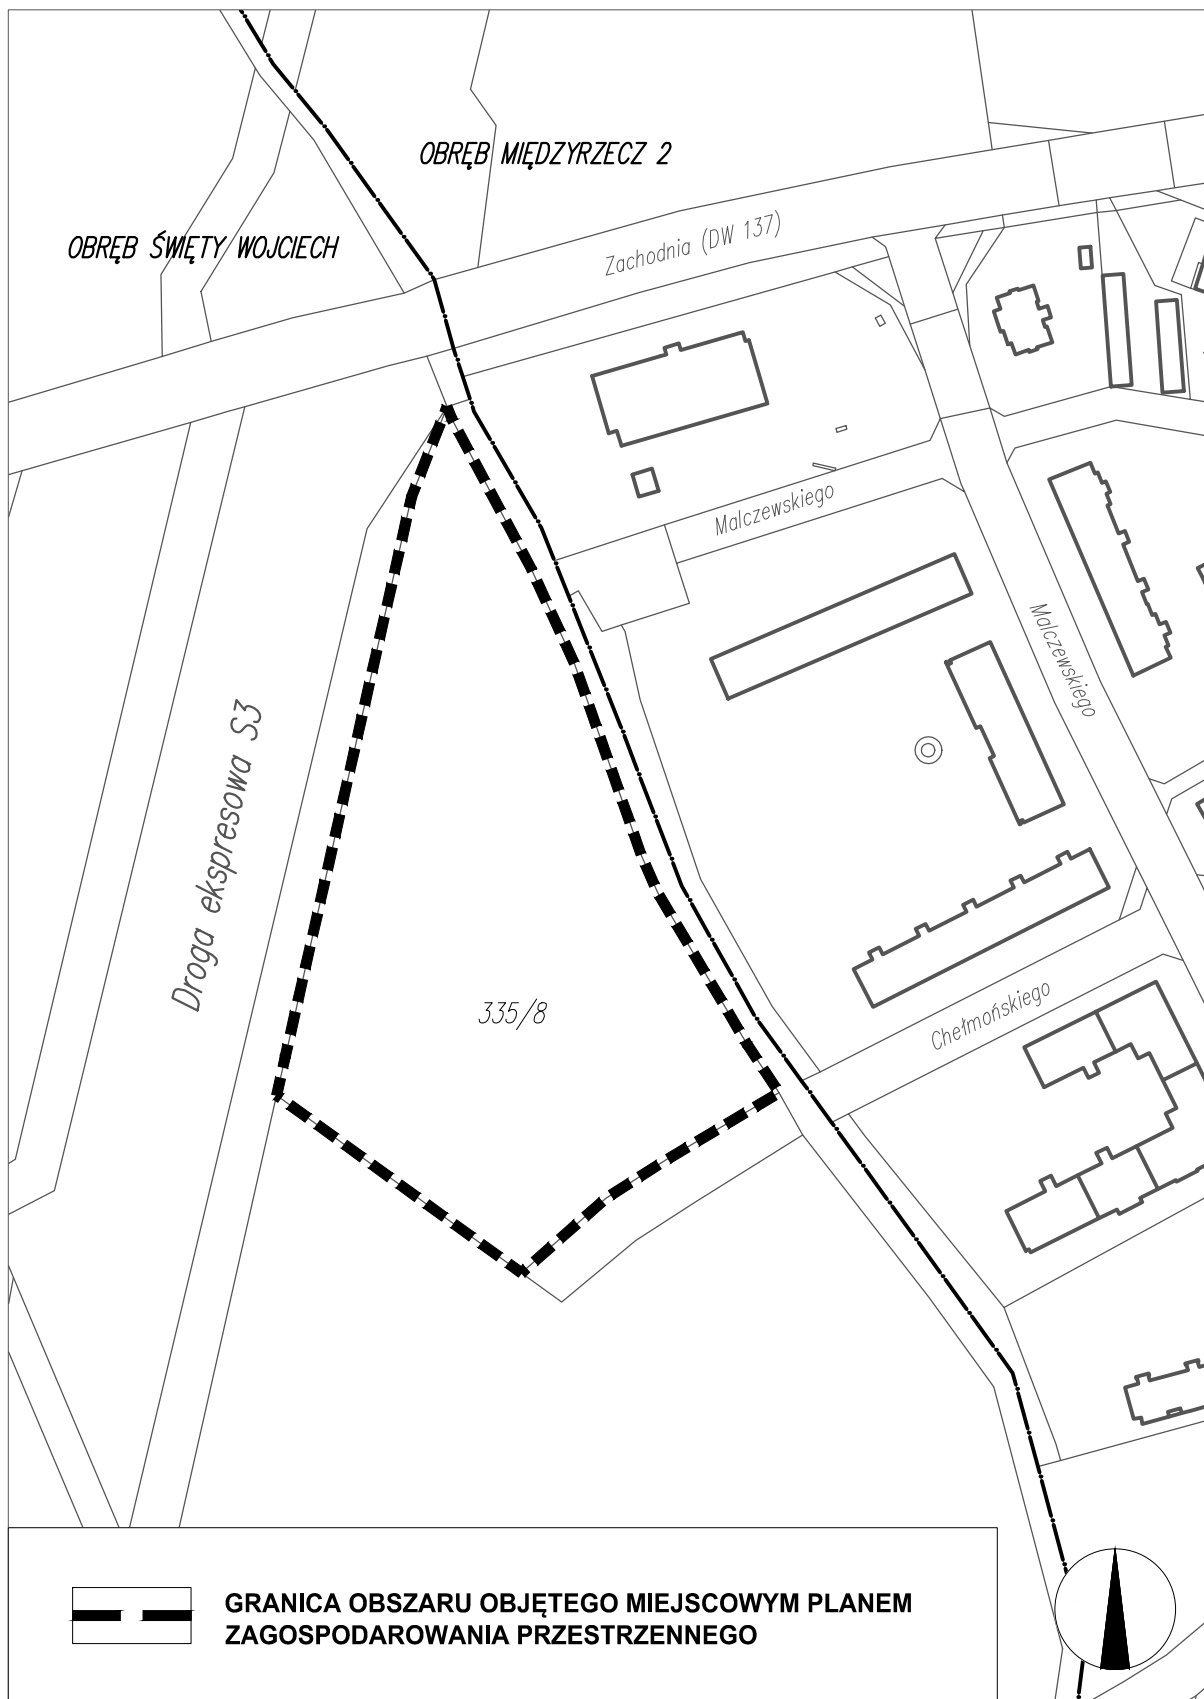 OBRĘB MIĘDZYRZECZ 2
OBRĘB ŚWIĘTY WOJCIECH
Zachodnia (DW 137)
Malczewskiego
Malczewskiego
Droga ekspresowa S3
335/8
Chełmońskiego
GRANICA OBSZARU OBJĘTEGO MIEJSCOWYM PLANEM
ZAGOSPODAROWANIA PRZESTRZENNEGO